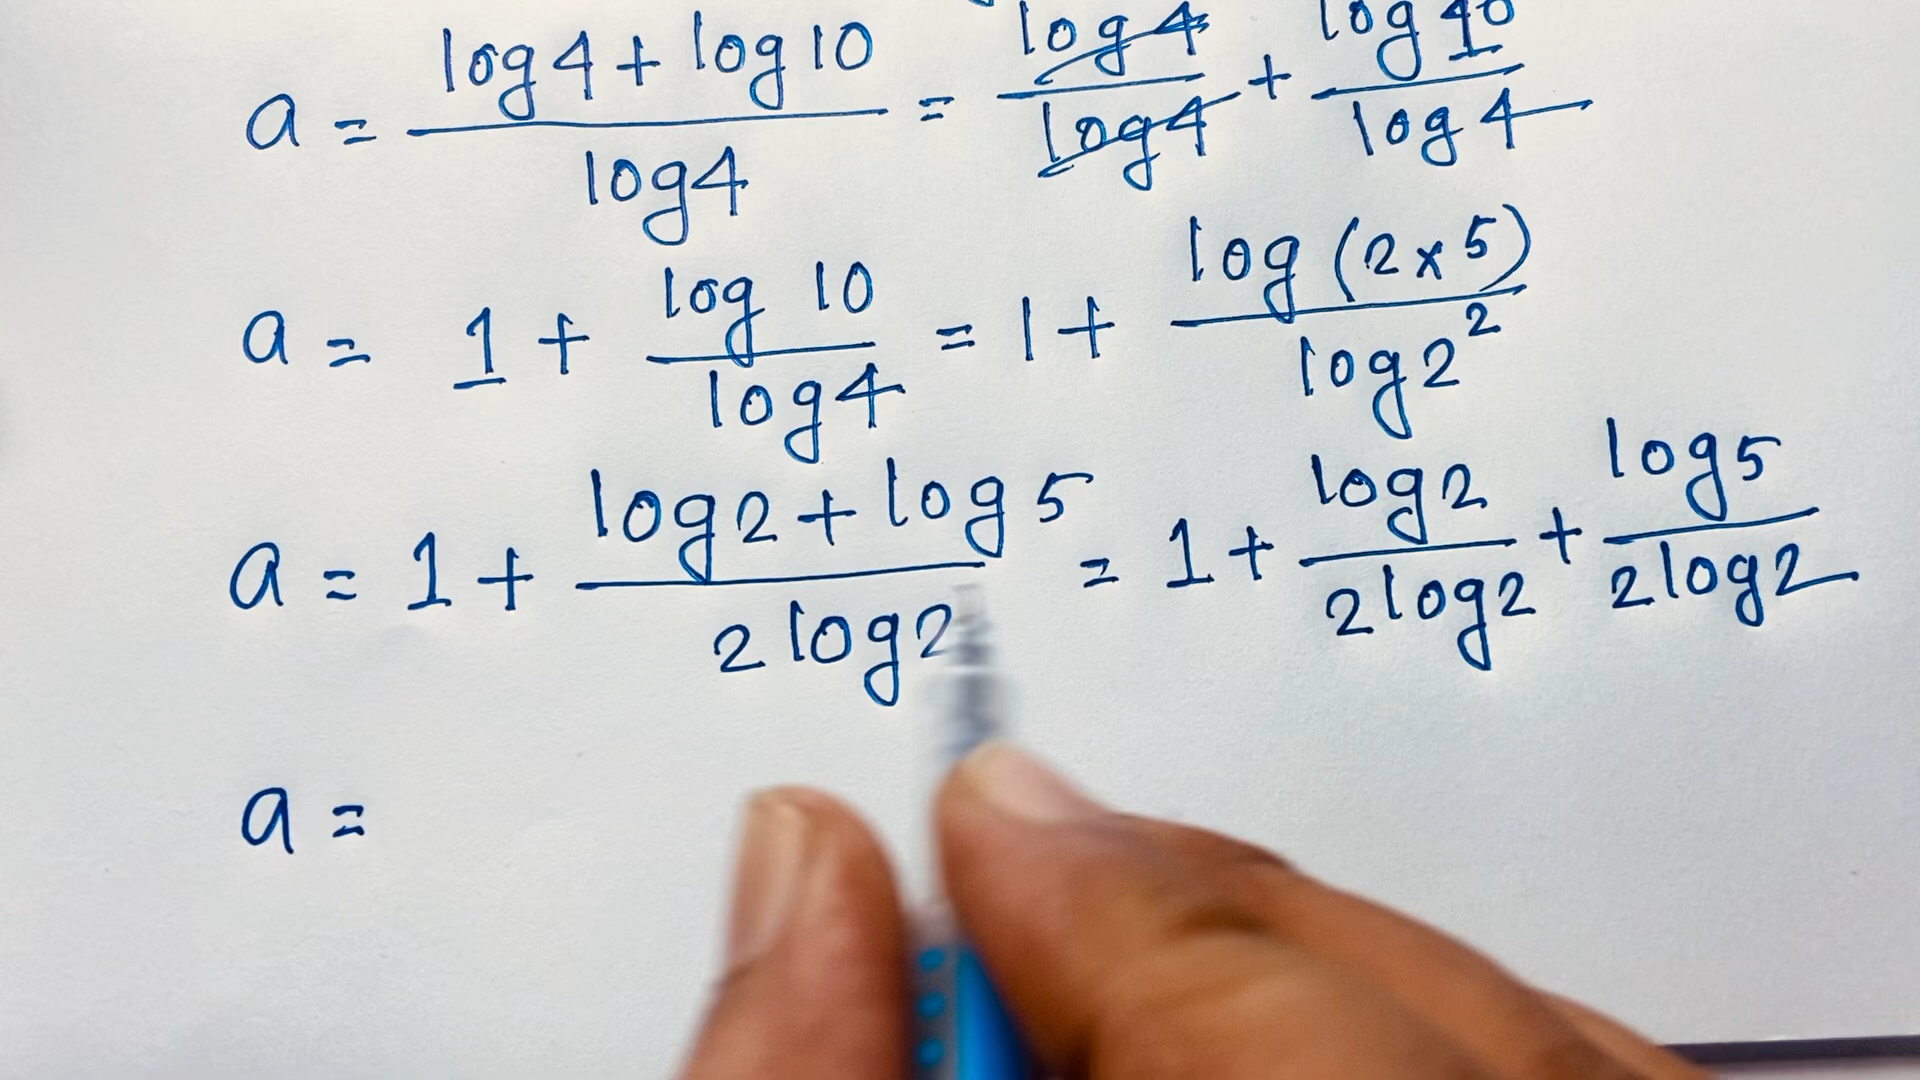 a = (log4 + log10)/(log4) = (log4)/(log4) + (log10)/(log4)
a = 1 + (log 10)/(log4) = 1 + (log (2×5))/(log2²)
a = 1 + (log2 + log5)/(2log2) = 1 + (log2)/(2log2) + (log5)/(2log2)
a =